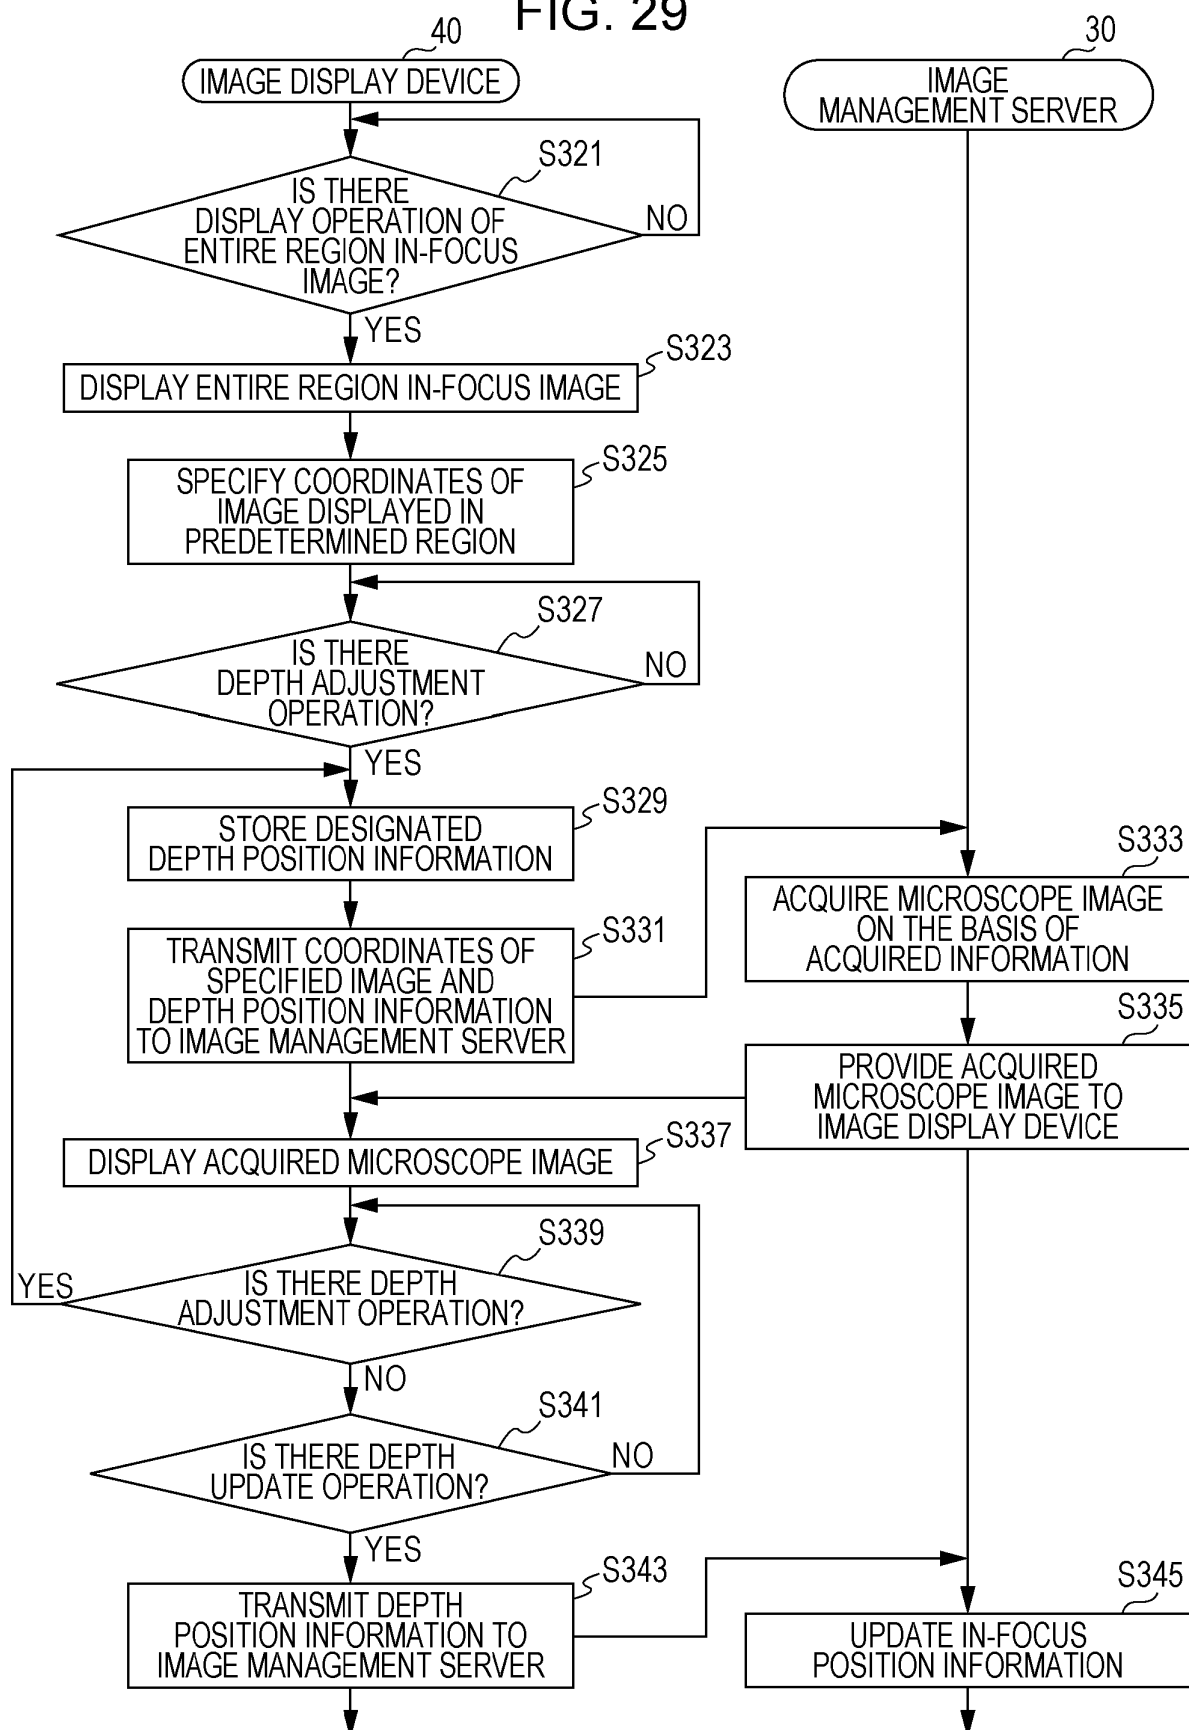 FIG. 29
40
IMAGE DISPLAY DEVICE
30
IMAGE
MANAGEMENT SERVER
S321
IS THERE
DISPLAY OPERATION OF
ENTIRE REGION IN-FOCUS
IMAGE?
NO
YES
S323
DISPLAY ENTIRE REGION IN-FOCUS IMAGE
S325
SPECIFY COORDINATES OF
IMAGE DISPLAYED IN
PREDETERMINED REGION
S327
IS THERE
DEPTH ADJUSTMENT
OPERATION?
NO
YES
S329
STORE DESIGNATED
DEPTH POSITION INFORMATION
S331
TRANSMIT COORDINATES OF
SPECIFIED IMAGE AND
DEPTH POSITION INFORMATION
TO IMAGE MANAGEMENT SERVER
S333
ACQUIRE MICROSCOPE IMAGE
ON THE BASIS OF
ACQUIRED INFORMATION
S335
PROVIDE ACQUIRED
MICROSCOPE IMAGE TO
IMAGE DISPLAY DEVICE
S337
DISPLAY ACQUIRED MICROSCOPE IMAGE
S339
IS THERE DEPTH
ADJUSTMENT OPERATION?
YES
NO
S341
IS THERE DEPTH
UPDATE OPERATION?
NO
YES
S343
TRANSMIT DEPTH
POSITION INFORMATION TO
IMAGE MANAGEMENT SERVER
S345
UPDATE IN-FOCUS
POSITION INFORMATION